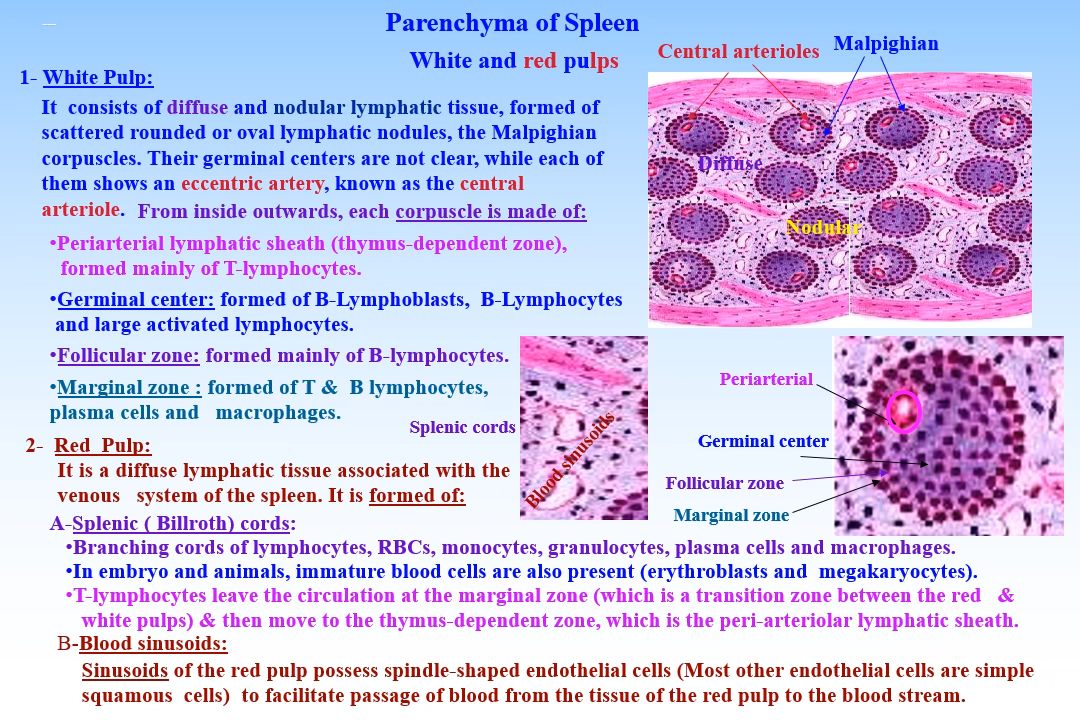 Parenchyma of Spleen
White and red pulps
Central arterioles
Malpighian
1- White Pulp:
It consists of diffuse and nodular lymphatic tissue, formed of
scattered rounded or oval lymphatic nodules, the Malpighian
corpuscles. Their germinal centers are not clear, while each of
them shows an eccentric artery, known as the central
arteriole. From inside outwards, each corpuscle is made of:
•Periarterial lymphatic sheath (thymus-dependent zone),
formed mainly of T-lymphocytes.
•Germinal center: formed of B-Lymphoblasts, B-Lymphocytes
and large activated lymphocytes.
•Follicular zone: formed mainly of B-lymphocytes.
•Marginal zone : formed of T & B lymphocytes,
plasma cells and macrophages.
Diffuse
Nodular
Splenic cords
Blood sinusoids
Periarterial
Germinal center
Follicular zone
Marginal zone
2- Red Pulp:
It is a diffuse lymphatic tissue associated with the
venous system of the spleen. It is formed of:
A-Splenic ( Billroth) cords:
•Branching cords of lymphocytes, RBCs, monocytes, granulocytes, plasma cells and macrophages.
•In embryo and animals, immature blood cells are also present (erythroblasts and megakaryocytes).
•T-lymphocytes leave the circulation at the marginal zone (which is a transition zone between the red &
white pulps) & then move to the thymus-dependent zone, which is the peri-arteriolar lymphatic sheath.
B-Blood sinusoids:
Sinusoids of the red pulp possess spindle-shaped endothelial cells (Most other endothelial cells are simple
squamous cells) to facilitate passage of blood from the tissue of the red pulp to the blood stream.